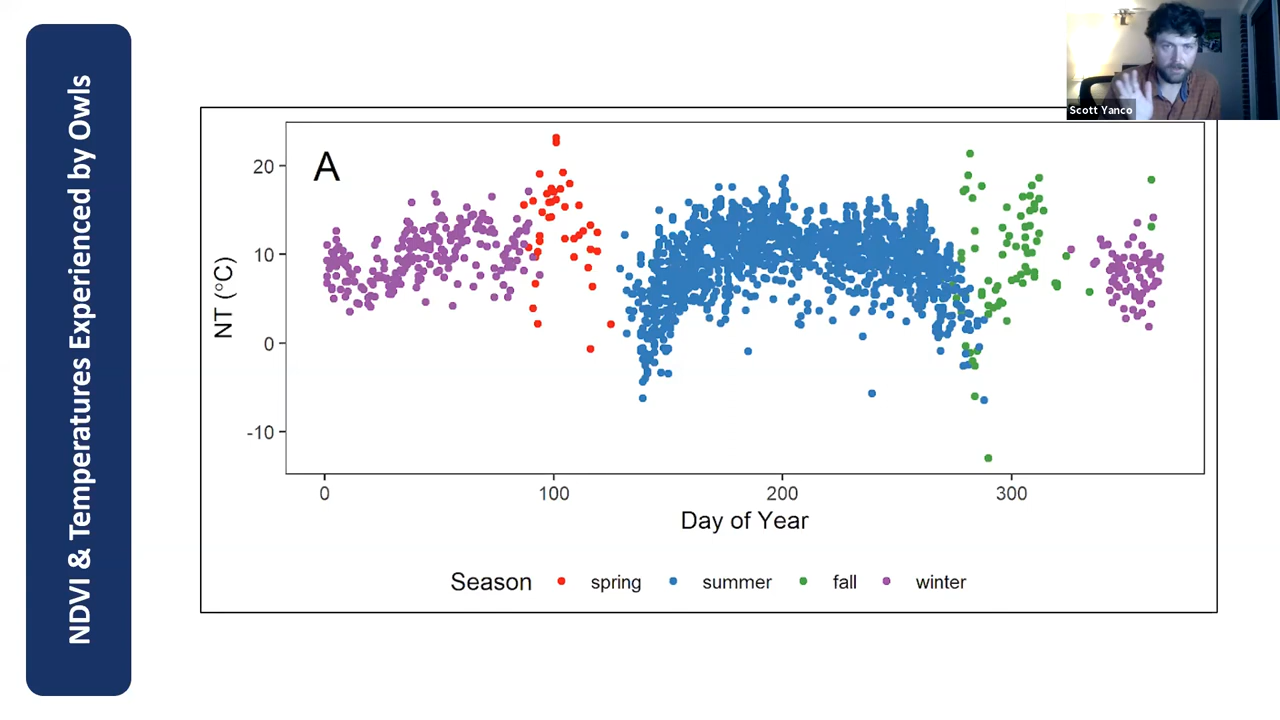 NDVI & Temperatures Experienced by Owls
Scott Yanco
A
20
10
0
-10
NT (°C)
0 100 200 300
Day of Year
Season spring summer fall winter